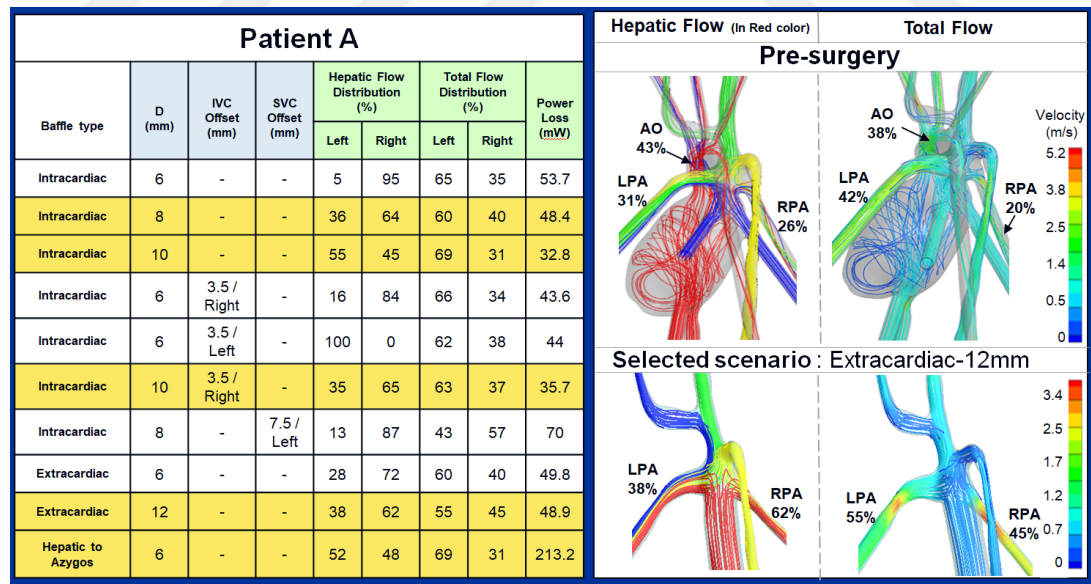 Patient A
Baffle type
D
(mm)
IVC
Offset
(mm)
SVC
Offset
(mm)
Hepatic Flow
Distribution
(%)
Total Flow
Distribution
(%)
Power
Loss
(mW)
Left Right Left Right
Intracardiac 6 - - 5 95 65 35 53.7
Intracardiac 8 - - 36 64 60 40 48.4
Intracardiac 10 - - 55 45 69 31 32.8
Intracardiac 6 3.5 / Right - 16 84 66 34 43.6
Intracardiac 6 3.5 / Left - 100 0 62 38 44
Intracardiac 10 3.5 / Right - 35 65 63 37 35.7
Intracardiac 8 - 7.5 / Left 13 87 43 57 70
Extracardiac 6 - - 28 72 60 40 49.8
Extracardiac 12 - - 38 62 55 45 48.9
Hepatic to Azygos 6 - - 52 48 69 31 213.2
Hepatic Flow (In Red color) Total Flow
Pre-surgery
AO
43%
LPA
31%
RPA
26%
AO
38%
LPA
42%
RPA
20%
Velocity
(m/s)
5.2
3.8
2.5
1.4
0.5
0
Selected scenario : Extracardiac-12mm
LPA
38%
RPA
62%
LPA
55%
RPA
45%
3.4
2.5
1.7
1.2
0.7
0